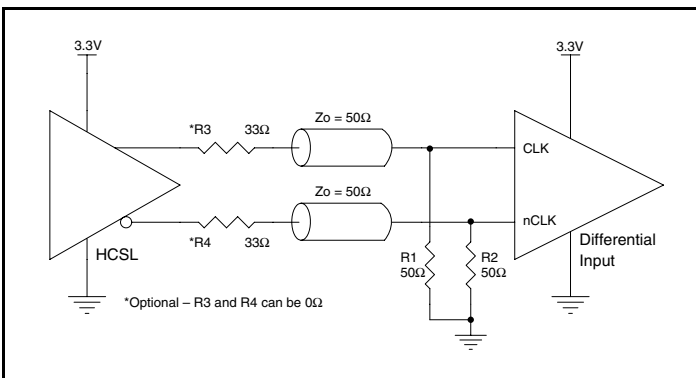 3.3V
3.3V
*R3 33Ω
Zo = 50Ω
CLK
Zo = 50Ω
*R4 33Ω
nCLK
HCSL
R1
50Ω
R2
50Ω
Differential
Input
*Optional – R3 and R4 can be 0Ω